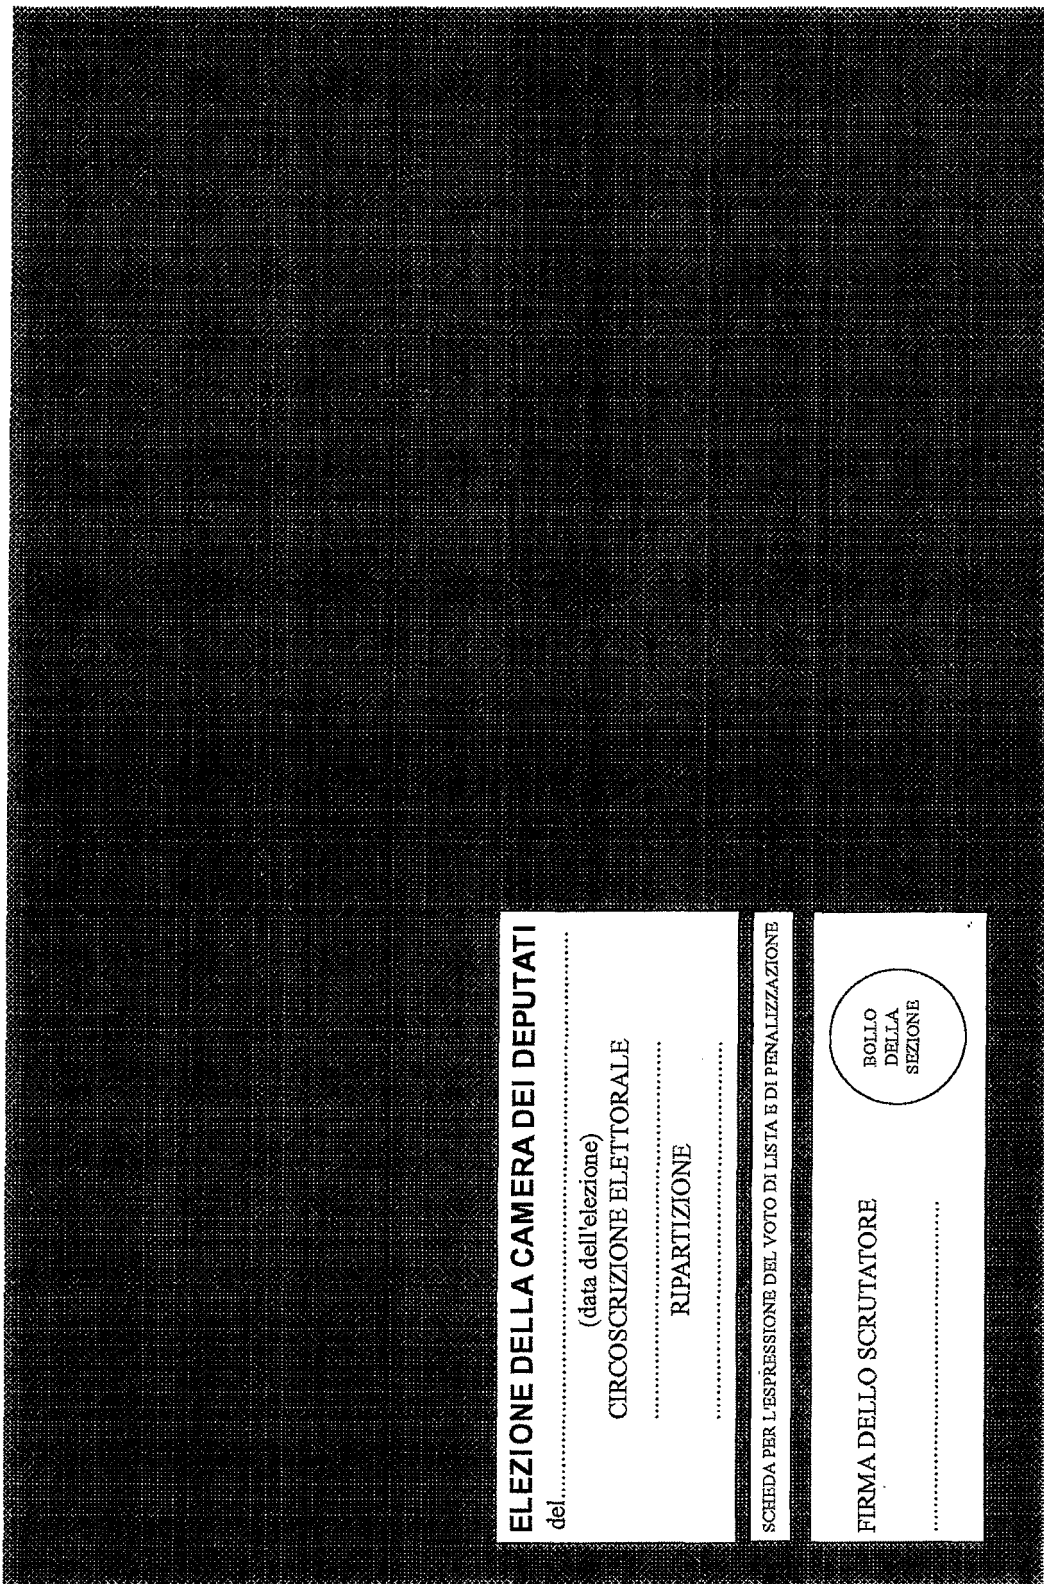 ELEZIONE DELLA CAMERA DEI DEPUTATI
del..........................................................................................
(data dell'elezione)
CIRCOSCRIZIONE ELETTORALE
............................................................
RIPARTIZIONE
............................................................
SCHEDA PER L'ESPRESSIONE DEL VOTO DI LISTA E DI PENALIZZAZIONE
FIRMA DELLO SCRUTATORE
....................................................
BOLLO
DELLA
SEZIONE